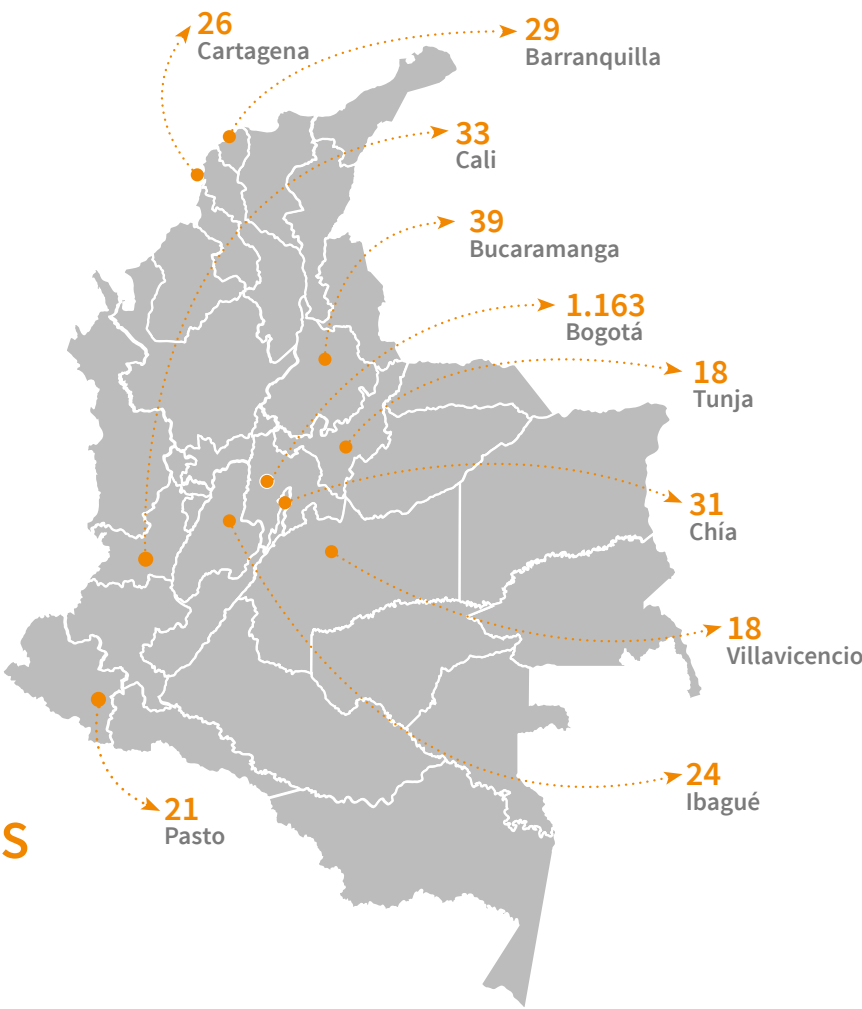 26
Cartagena
29
Barranquilla
33
Cali
39
Bucaramanga
1.163
Bogotá
18
Tunja
31
Chía
18
Villavicencio
24
Ibagué
21
Pasto
S